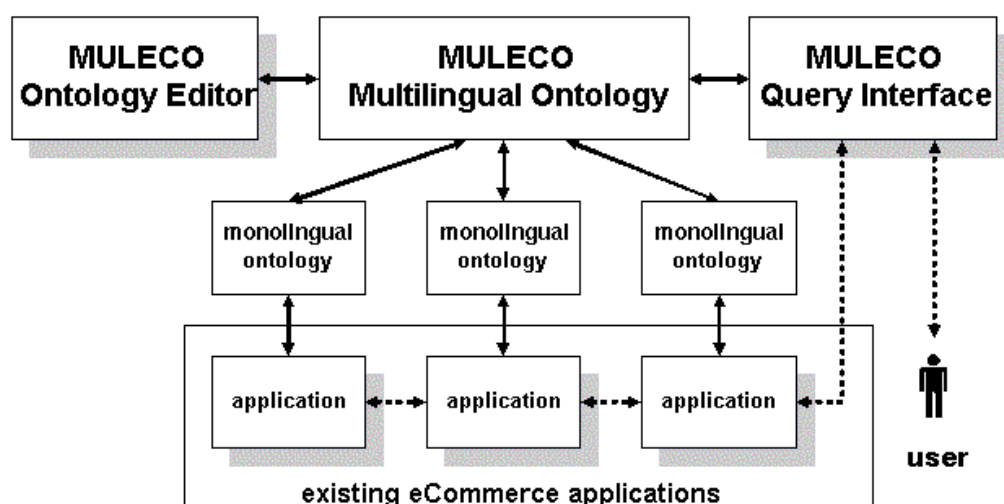 MULECO
Ontology Editor
MULECO
Multilingual Ontology
MULECO
Query Interface
monolingual
ontology
monolingual
ontology
monolingual
ontology
application
application
application
user
existing eCommerce applications